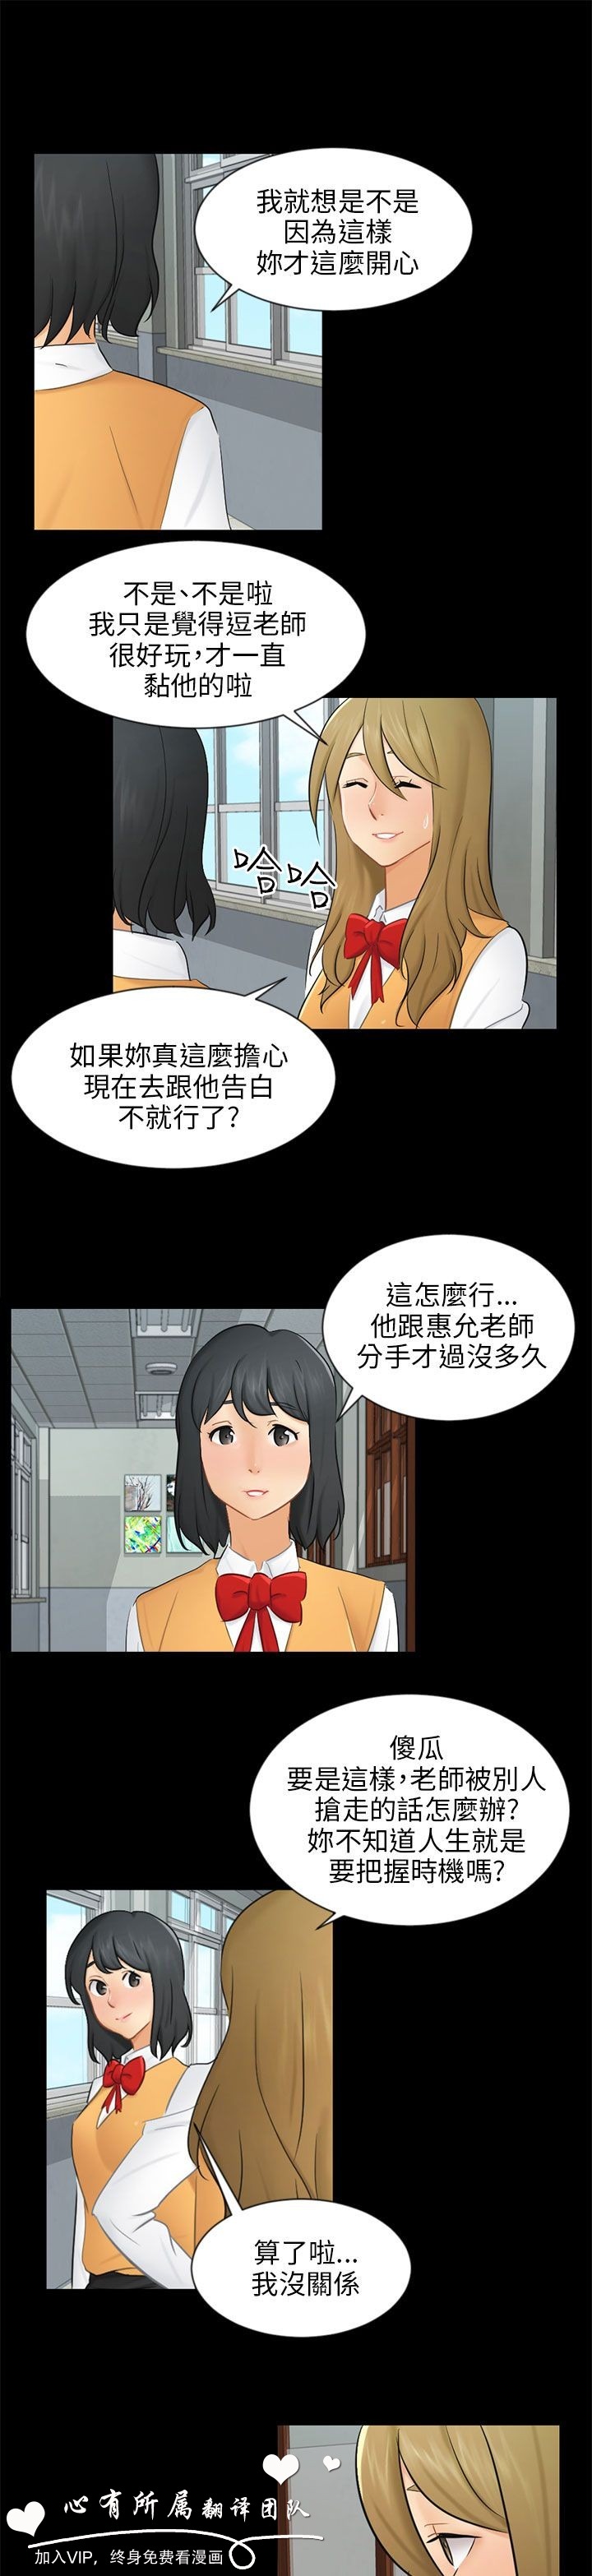 我就想是不是
因為這樣
妳才這麼開心
不是、不是啦
我只是覺得逗老師
很好玩，才一直
黏他的啦
哈哈
如果妳真這麼擔心
現在去跟他告白
不就行了？
這怎麼行…
他跟惠允老師
分手才過沒多久
傻瓜
要是這樣，老師被別人
搶走的話怎麼辦？
妳不知道人生就是
要把握時機嗎？
算了啦…
我沒關係
心有所属翻译团队
加入VIP，终身免费看漫画